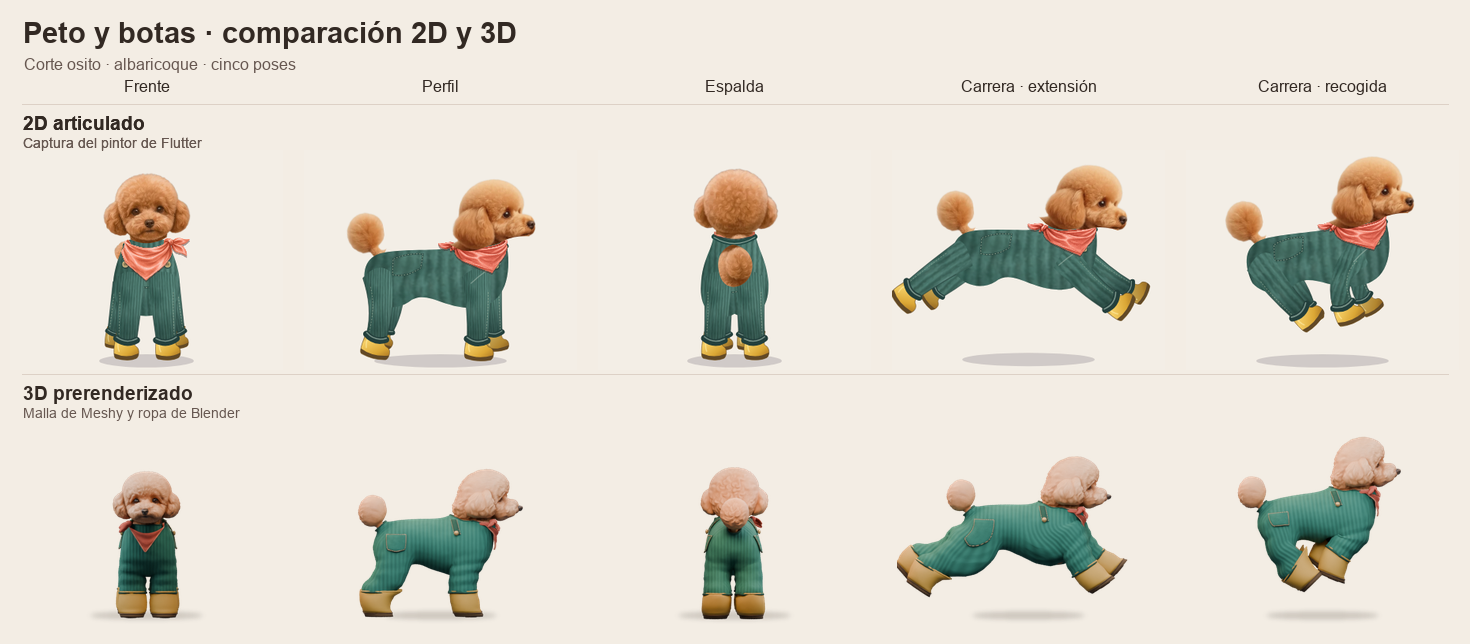 Peto y botas · comparación 2D y 3D
Corte osito · albaricoque · cinco poses
Frente
Perfil
Espalda
Carrera · extensión
Carrera · recogida
2D articulado
Captura del pintor de Flutter
3D prerenderizado
Malla de Meshy y ropa de Blender